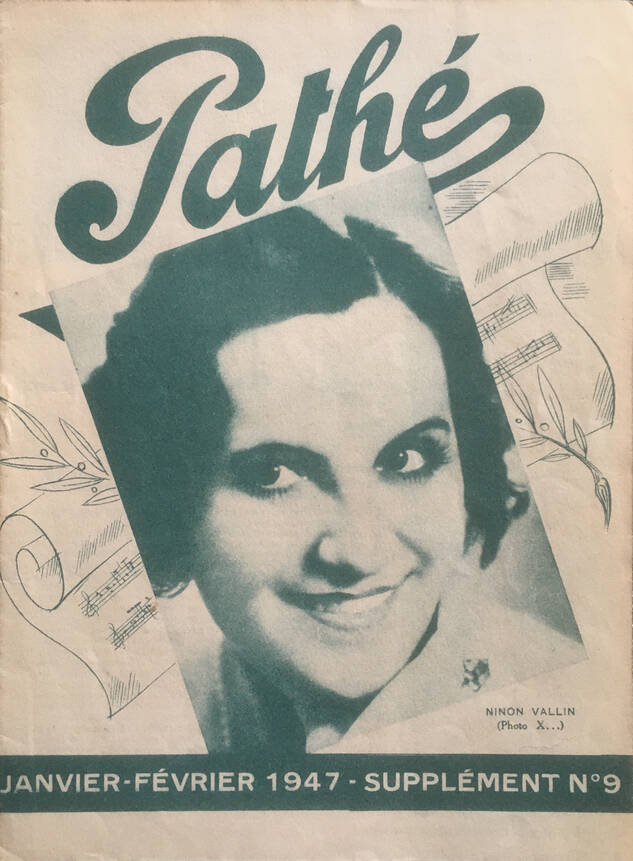 Pathé
NINON VALLIN
(Photo X...)
JANVIER-FÉVRIER 1947 - SUPPLÉMENT N°9